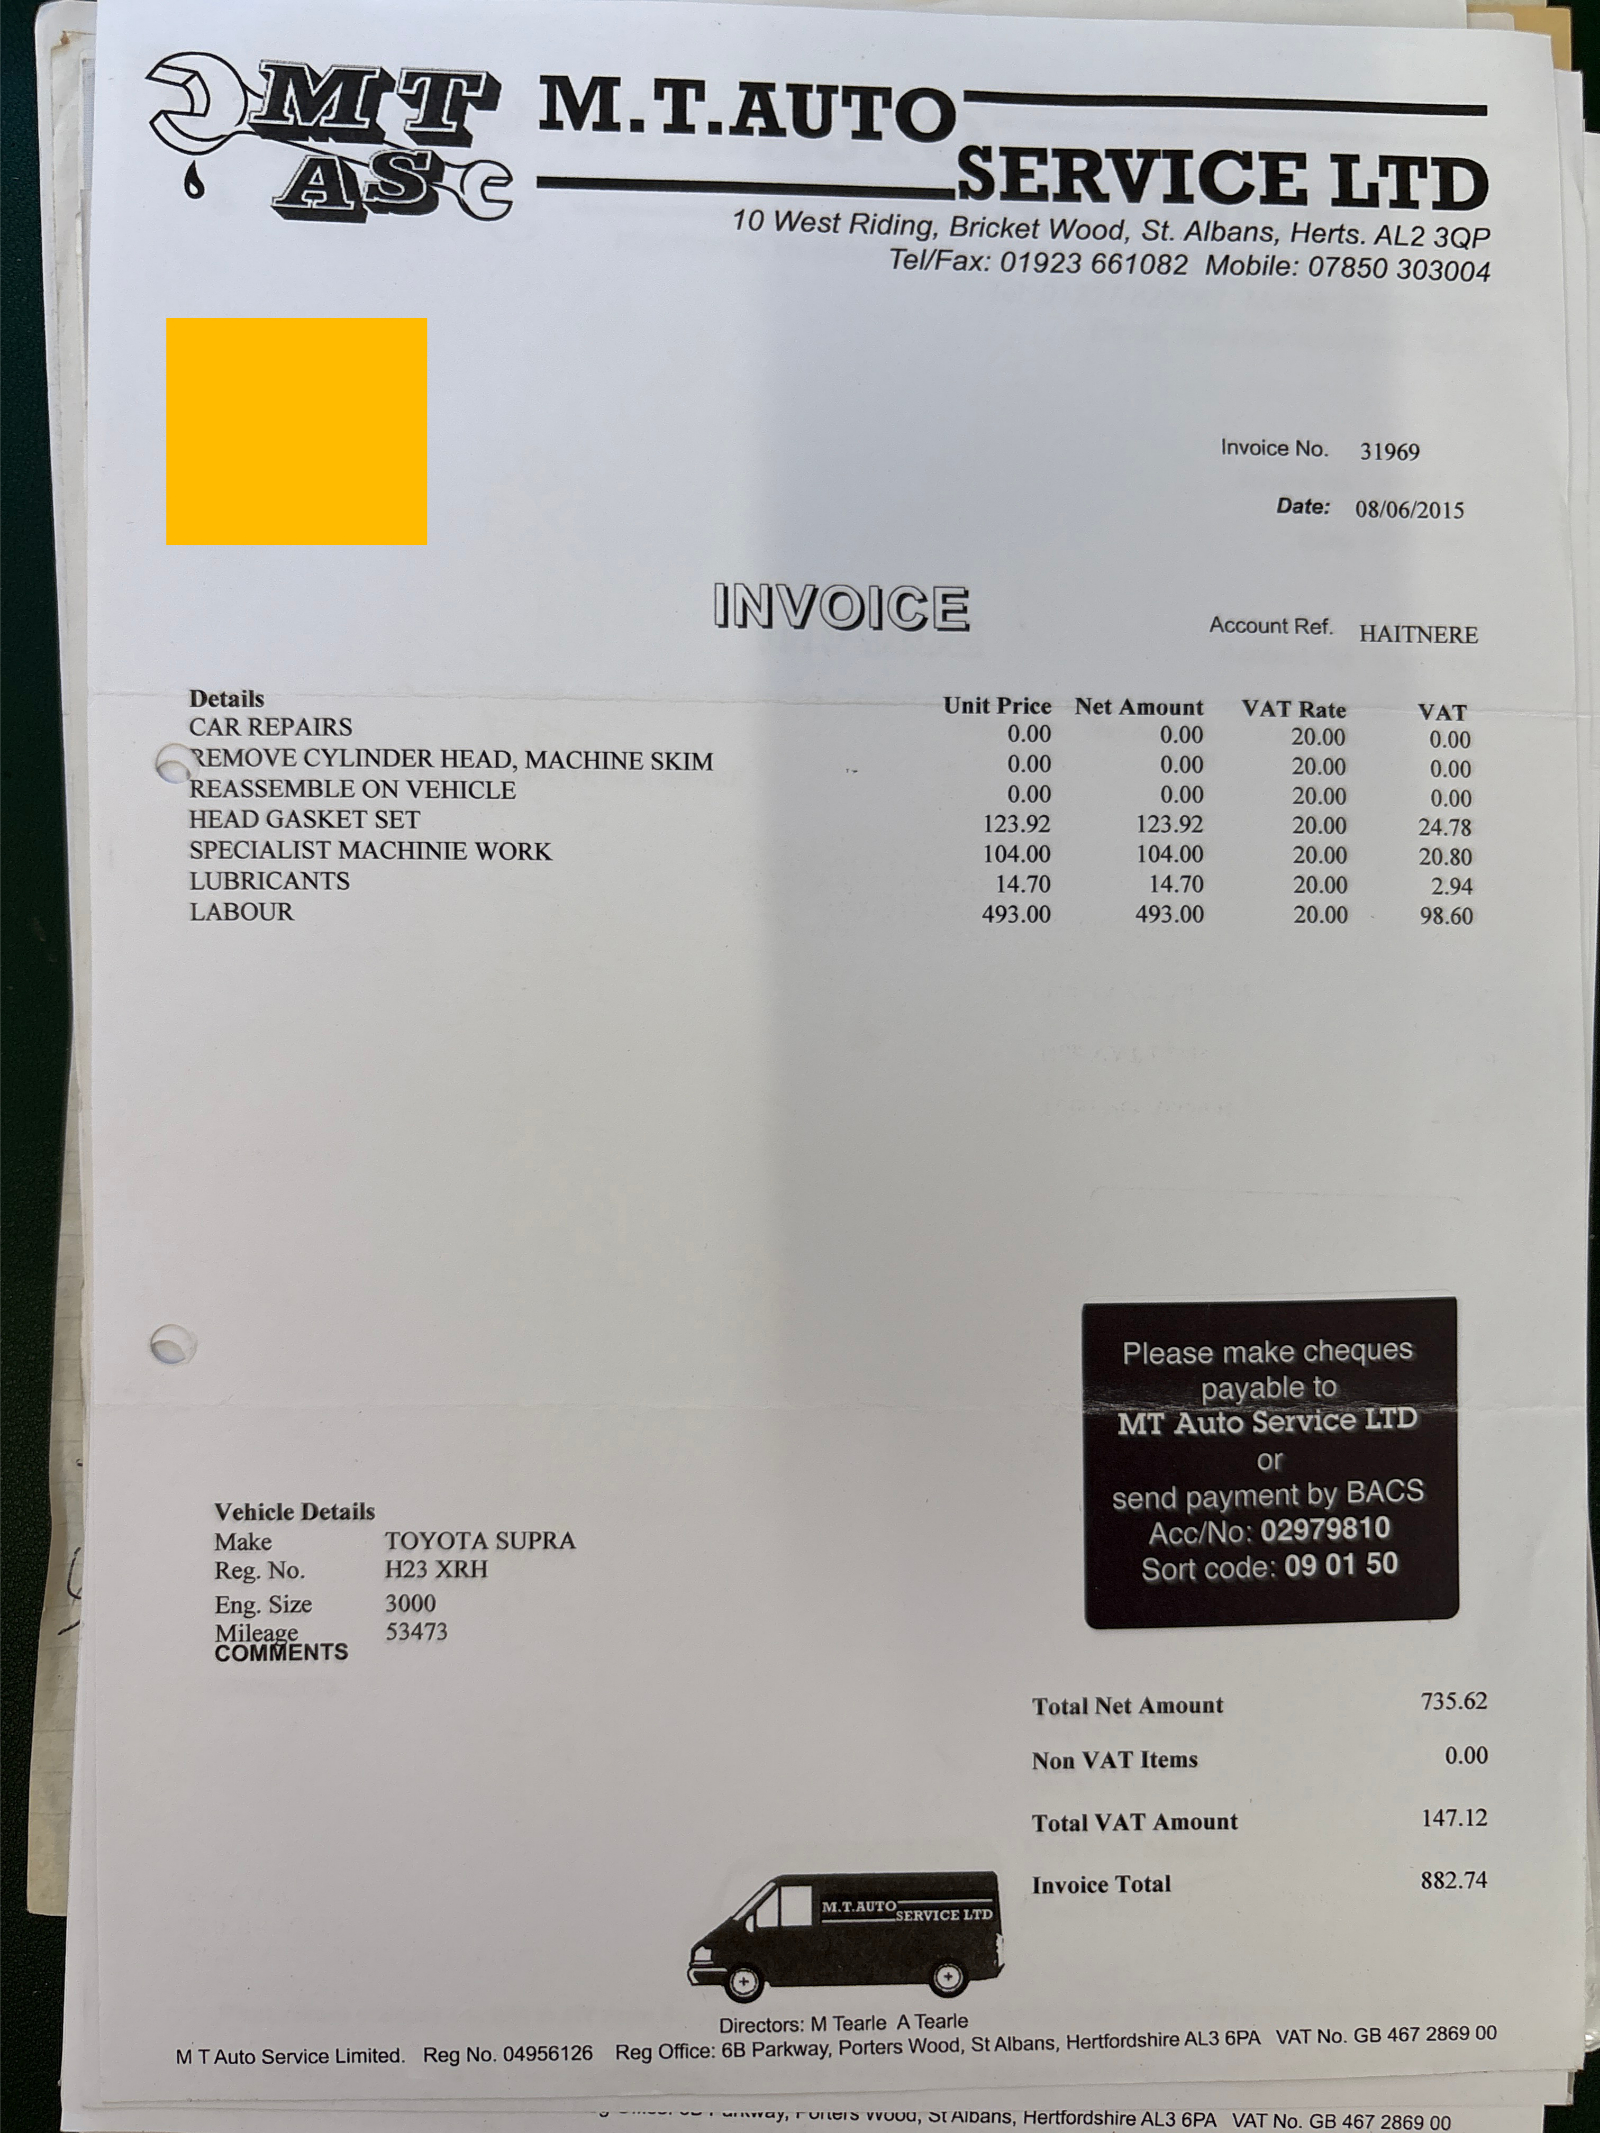 MT
AS
M.T.AUTO
SERVICE LTD
10 West Riding, Bricket Wood, St. Albans, Herts. AL2 3QP
Tel/Fax: 01923 661082 Mobile: 07850 303004
Invoice No. 31969
Date: 08/06/2015
INVOICE
Account Ref. HAITNERE
Details Unit Price Net Amount VAT Rate VAT
CAR REPAIRS 0.00 0.00 20.00 0.00
REMOVE CYLINDER HEAD, MACHINE SKIM 0.00 0.00 20.00 0.00
REASSEMBLE ON VEHICLE 0.00 0.00 20.00 0.00
HEAD GASKET SET 123.92 123.92 20.00 24.78
SPECIALIST MACHINIE WORK 104.00 104.00 20.00 20.80
LUBRICANTS 14.70 14.70 20.00 2.94
LABOUR 493.00 493.00 20.00 98.60
Please make cheques
payable to
MT Auto Service LTD
or
send payment by BACS
Acc/No: 02979810
Sort code: 09 01 50
Vehicle Details
Make TOYOTA SUPRA
Reg. No. H23 XRH
Eng. Size 3000
Mileage 53473
COMMENTS
Total Net Amount 735.62
Non VAT Items 0.00
Total VAT Amount 147.12
Invoice Total 882.74
M.T.AUTO
SERVICE LTD
Directors: M Tearle A Tearle
M T Auto Service Limited. Reg No. 04956126 Reg Office: 6B Parkway, Porters Wood, St Albans, Hertfordshire AL3 6PA VAT No. GB 467 2869 00
Parkway, Porters Wood, St Albans, Hertfordshire AL3 6PA VAT No. GB 467 2869 00